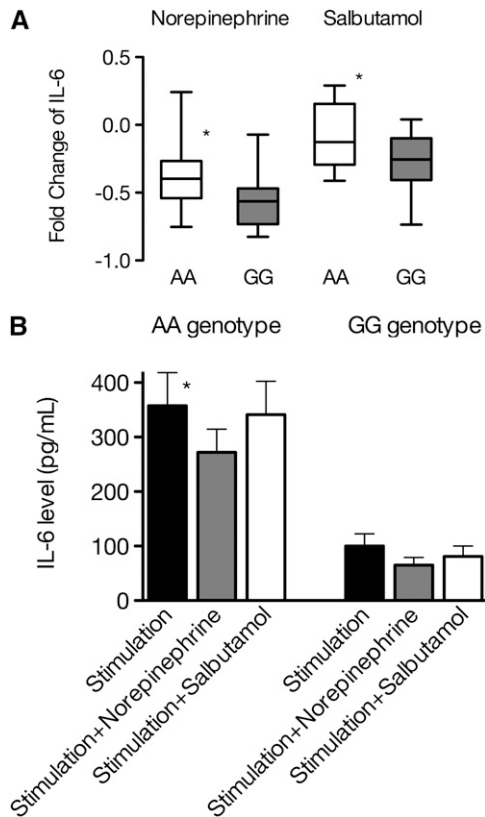 A
Norepinephrine Salbutamol
Fold Change of IL-6
0.5
0.0
-0.5
-1.0
* *
AA GG AA GG
B
AA genotype GG genotype
IL-6 level (pg/mL)
400
300
200
100
0
*
Stimulation
Stimulation+Norepinephrine
Stimulation+Salbutamol
Stimulation
Stimulation+Norepinephrine
Stimulation+Salbutamol